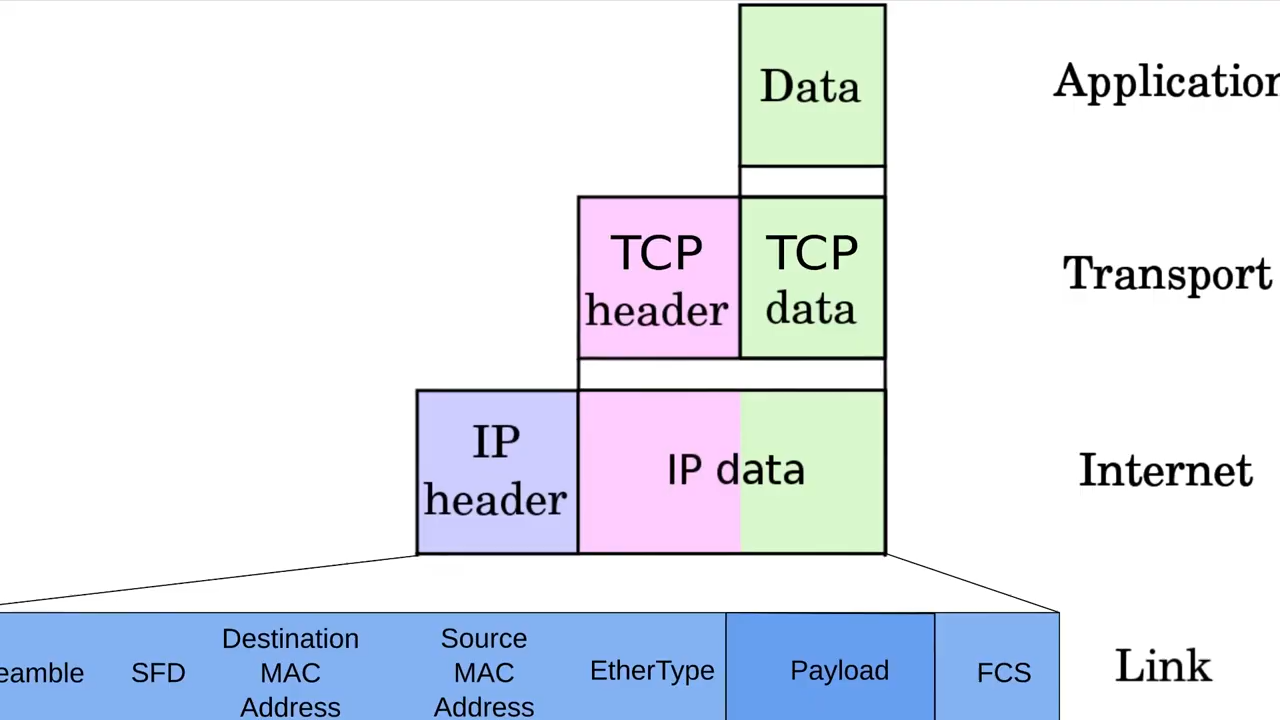 Data
Application
TCP
header
TCP
data
Transport
IP
header
IP data
Internet
eamble
SFD
Destination
MAC
Address
Source
MAC
Address
EtherType
Payload
FCS
Link